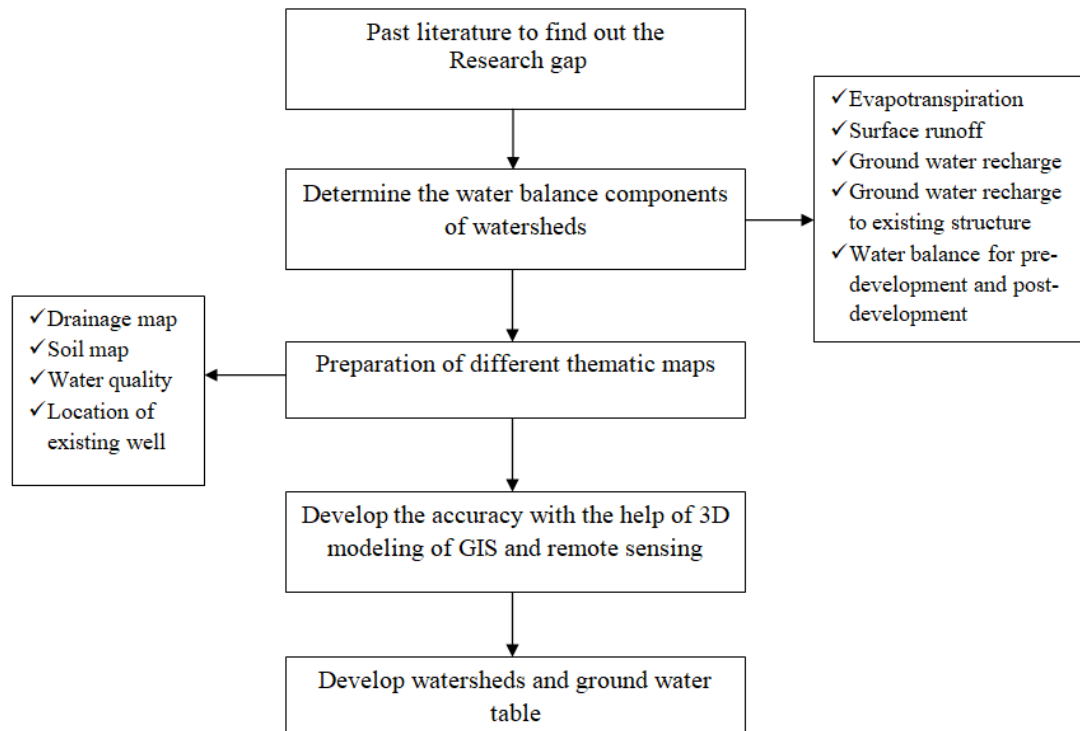 Past literature to find out the
Research gap
✓Evapotranspiration
✓Surface runoff
✓Ground water recharge
✓Ground water recharge
to existing structure
✓Water balance for pre-
development and post-
development
Determine the water balance components
of watersheds
✓Drainage map
✓Soil map
✓Water quality
✓Location of
existing well
Preparation of different thematic maps
Develop the accuracy with the help of 3D
modeling of GIS and remote sensing
Develop watersheds and ground water
table